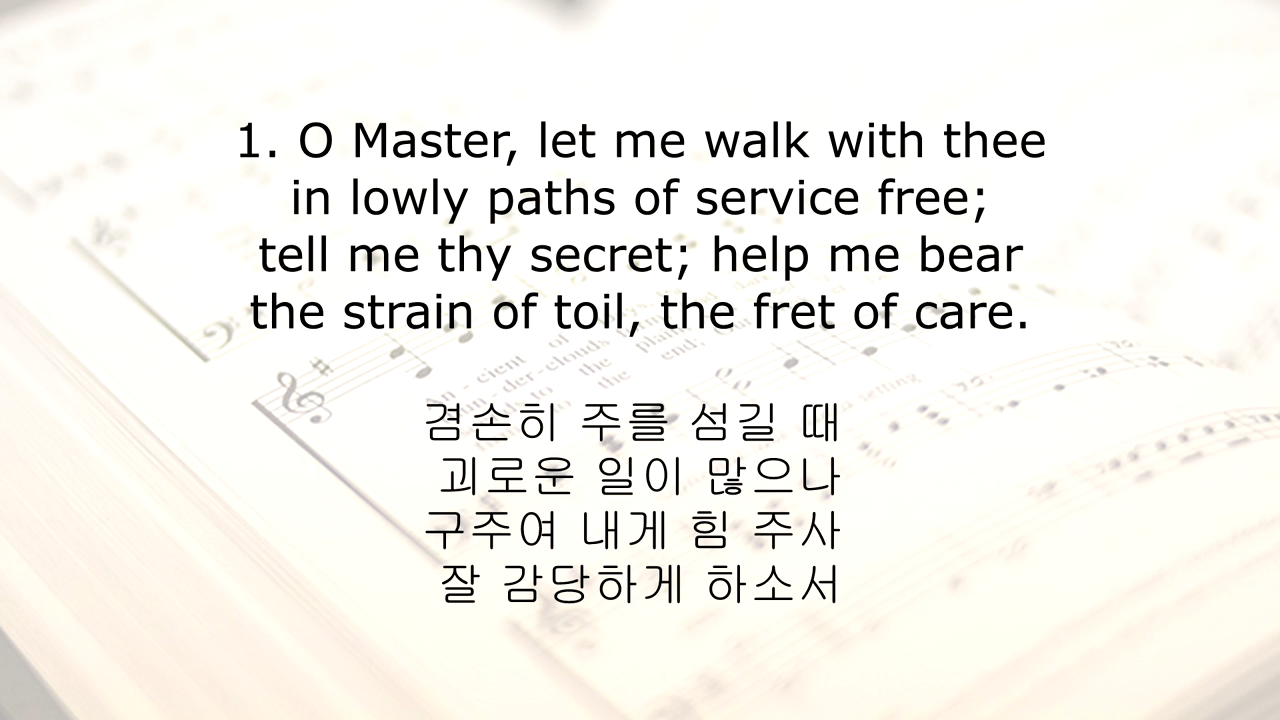 1. O Master, let me walk with thee
in lowly paths of service free;
tell me thy secret; help me bear
the strain of toil, the fret of care.
겸손히 주를 섬길 때
괴로운 일이 많으나
구주여 내게 힘 주사
잘 감당하게 하소서